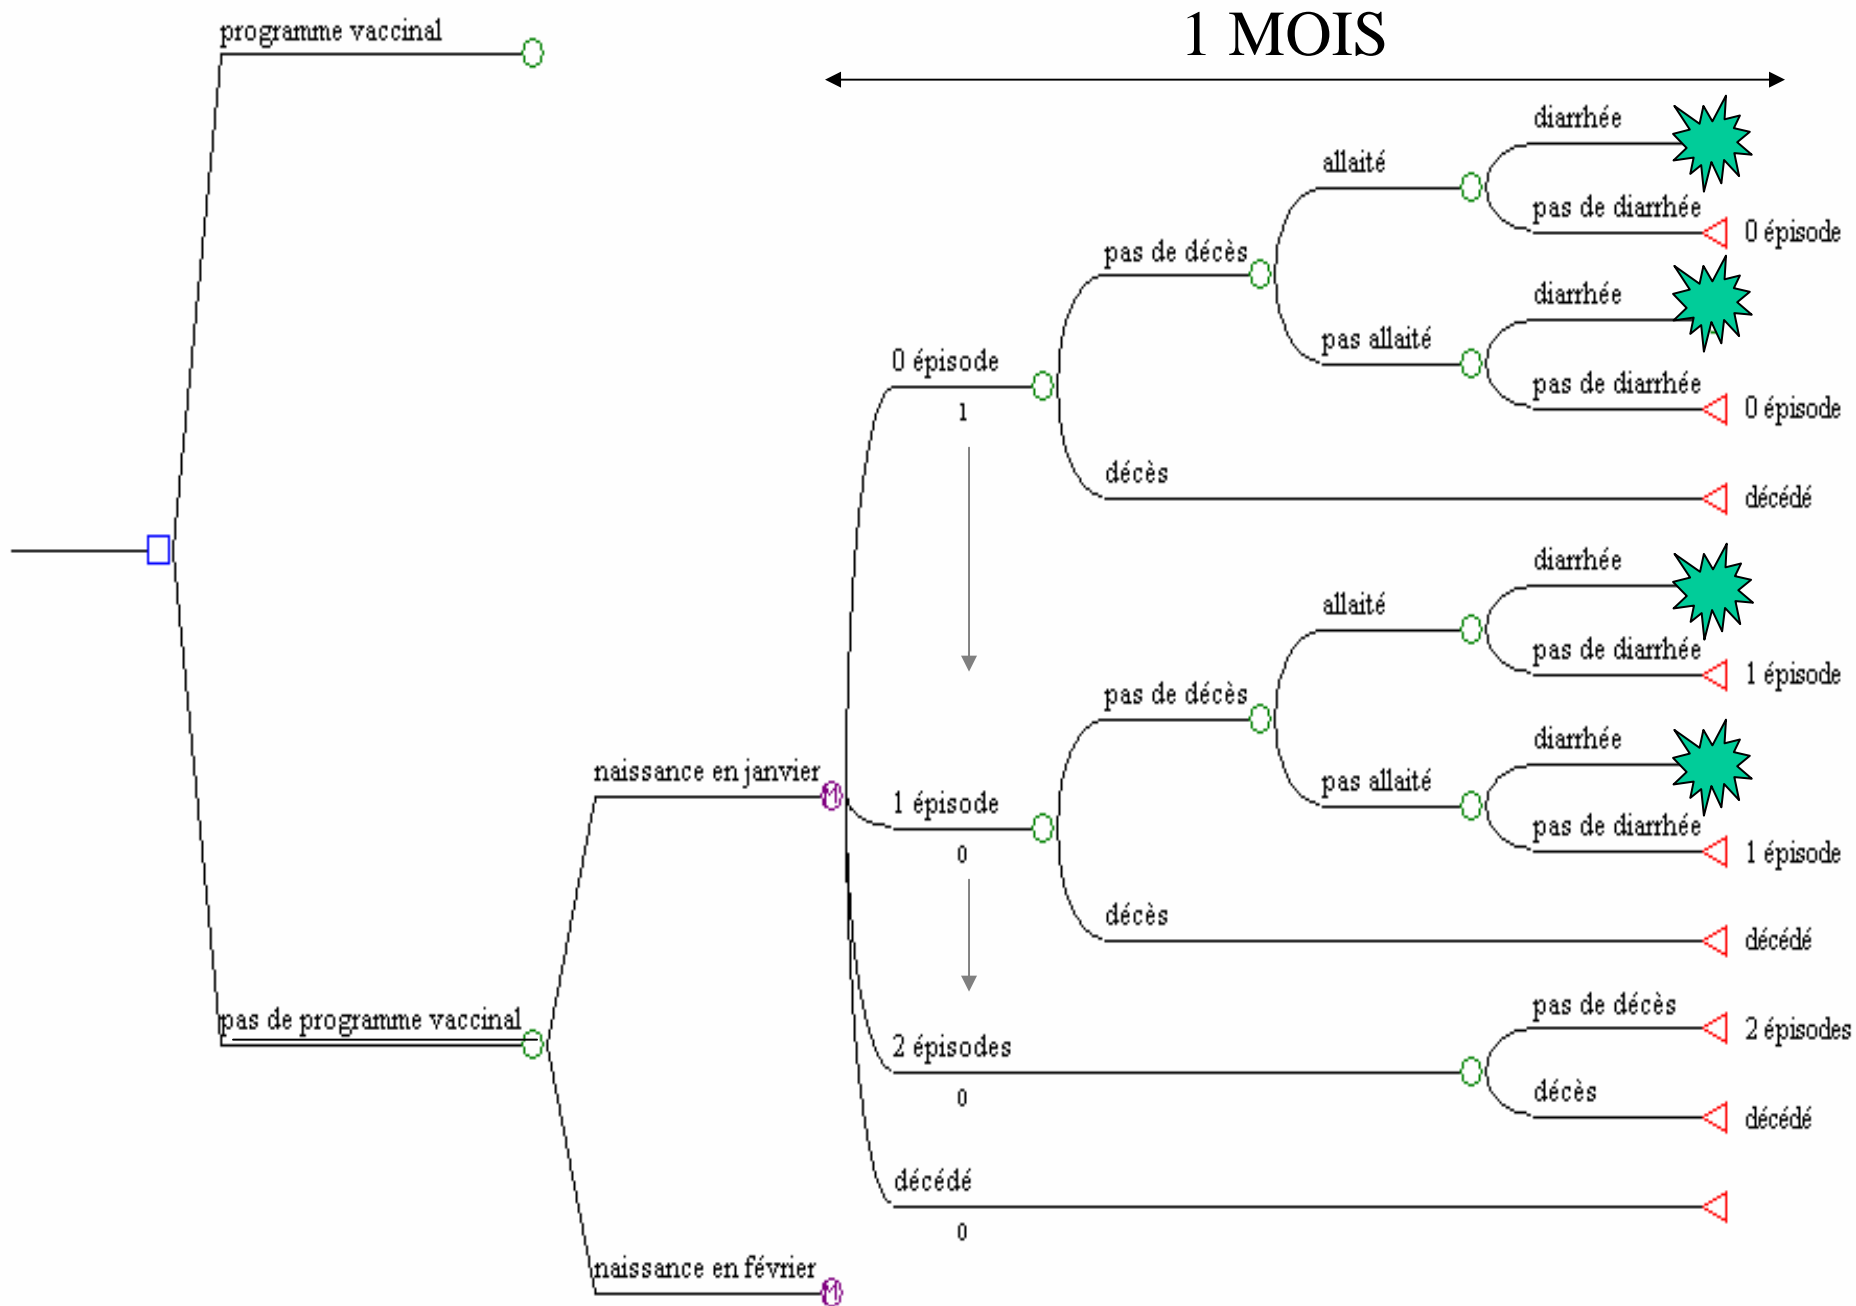 1 MOIS
programme vaccinal
diarrhée
allaité
pas de diarrhée
0 épisode
pas de décès
diarrhée
pas allaité
0 épisode
pas de diarrhée
0 épisode
1
décès
décédé
diarrhée
allaité
pas de diarrhée
1 épisode
pas de décès
diarrhée
naissance en janvier
M
pas allaité
1 épisode
pas de diarrhée
1 épisode
0
décès
décédé
pas de décès
2 épisodes
pas de programme vaccinal
2 épisodes
décès
0
décédé
décédé
0
naissance en février
M